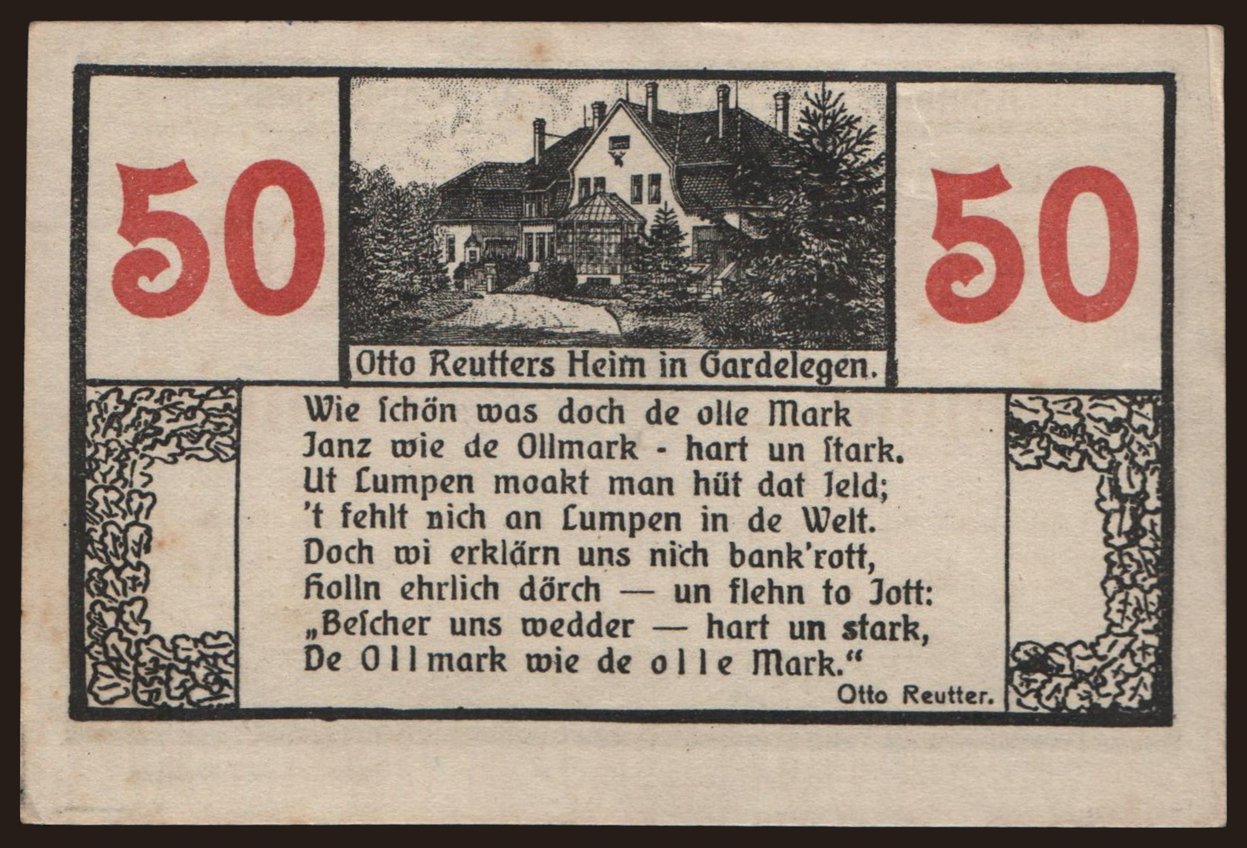 50 50
Otto Reutters Heim in Gardelegen.
Wie ſchön was doch de olle Mark
Janz wie de Ollmark - hart un ſtark.
Ut Lumpen moakt man hüt dat Jeld;
't fehlt nich an Lumpen in de Welt.
Doch wi erklärn uns nich bank'rott,
Holln ehrlich dörch — un flehn to Jott:
„Beſcher uns wedder — hart un stark,
De Ollmark wie de olle Mark.“
Otto Reutter.